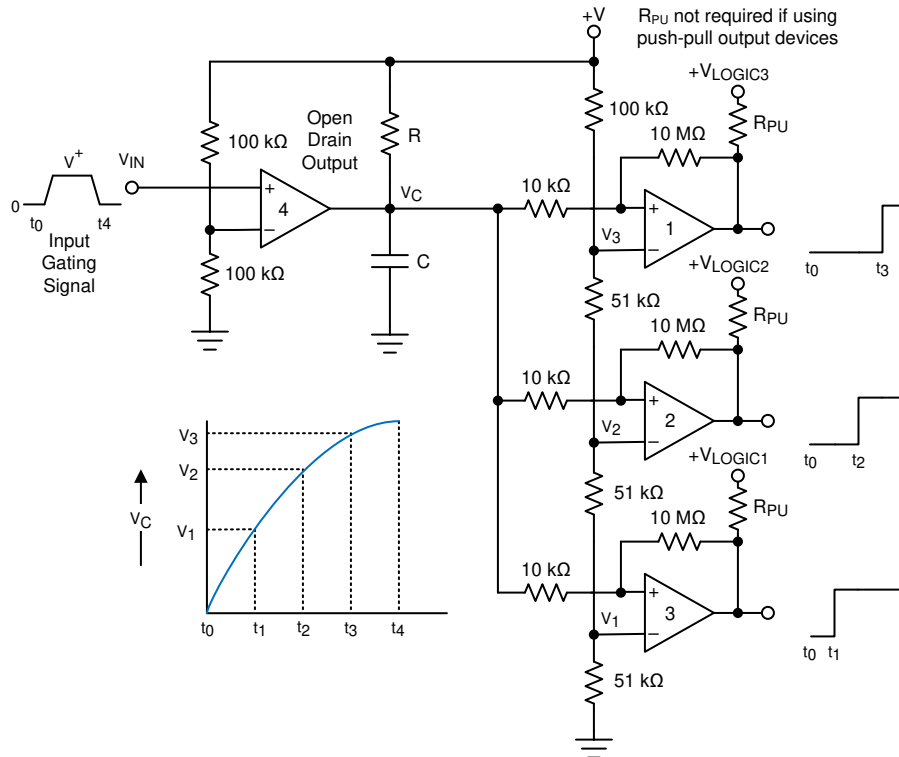 +V
RPU not required if using
push-pull output devices
+VLOGIC3
100 kΩ
RPU
Open
Drain
Output
R
10 MΩ
100 kΩ
V+
VIN
+
4
−
VC
10 kΩ
+
1
−
V3
0
t0
t4
Input
Gating
Signal
100 kΩ
C
t0
t3
+VLOGIC2
51 kΩ
RPU
10 MΩ
10 kΩ
+
2
−
V2
t0
t2
+VLOGIC1
V3
V2
VC
V1
51 kΩ
RPU
10 MΩ
10 kΩ
+
3
−
V1
t0
t1
t2
t3
t4
t0
t1
51 kΩ